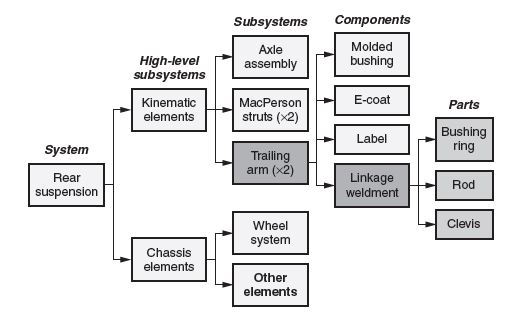 Subsystems
Components
High-level
subsystems
Axle
assembly
Molded
bushing
Kinematic
elements
MacPerson
struts (×2)
E-coat
Parts
System
Trailing
arm (×2)
Label
Bushing
ring
Rear
suspension
Linkage
weldment
Rod
Clevis
Chassis
elements
Wheel
system
Other
elements